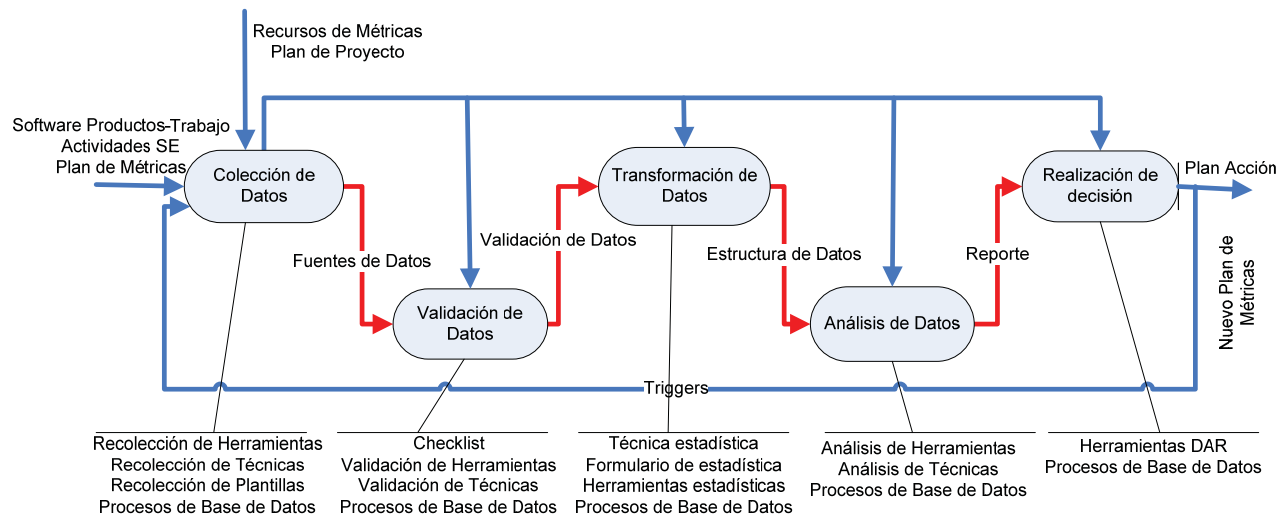 Recursos de Métricas
Plan de Proyecto
Software Productos-Trabajo
Actividades SE
Plan de Métricas
Colección de
Datos
Transformación de
Datos
Realización de
decisión
Plan Acción
Fuentes de Datos
Validación de Datos
Estructura de Datos
Reporte
Nuevo Plan de
Métricas
Validación de
Datos
Análisis de Datos
Triggers
Recolección de Herramientas
Recolección de Técnicas
Recolección de Plantillas
Procesos de Base de Datos
Checklist
Validación de Herramientas
Validación de Técnicas
Procesos de Base de Datos
Técnica estadística
Formulario de estadística
Herramientas estadísticas
Procesos de Base de Datos
Análisis de Herramientas
Análisis de Técnicas
Procesos de Base de Datos
Herramientas DAR
Procesos de Base de Datos